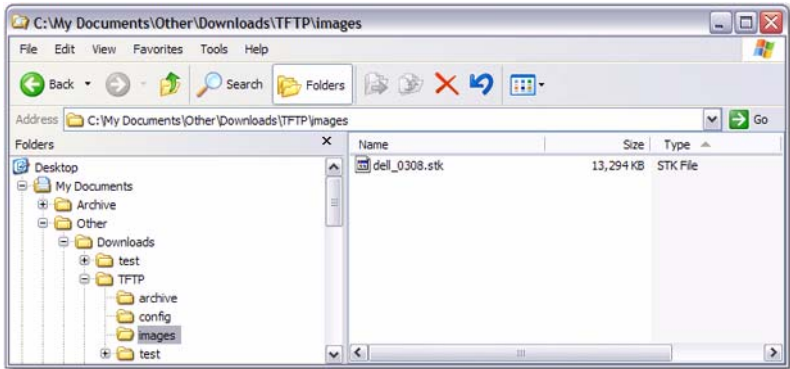 C:\My Documents\Other\Downloads\TFTP\images
File Edit View Favorites Tools Help
Back Search Folders
Address C:\My Documents\Other\Downloads\TFTP\images Go
Folders x Name Size Type
Desktop dell_0308.stk 13,294 KB STK File
My Documents
Archive
Other
Downloads
test
TFTP
archive
config
images
test